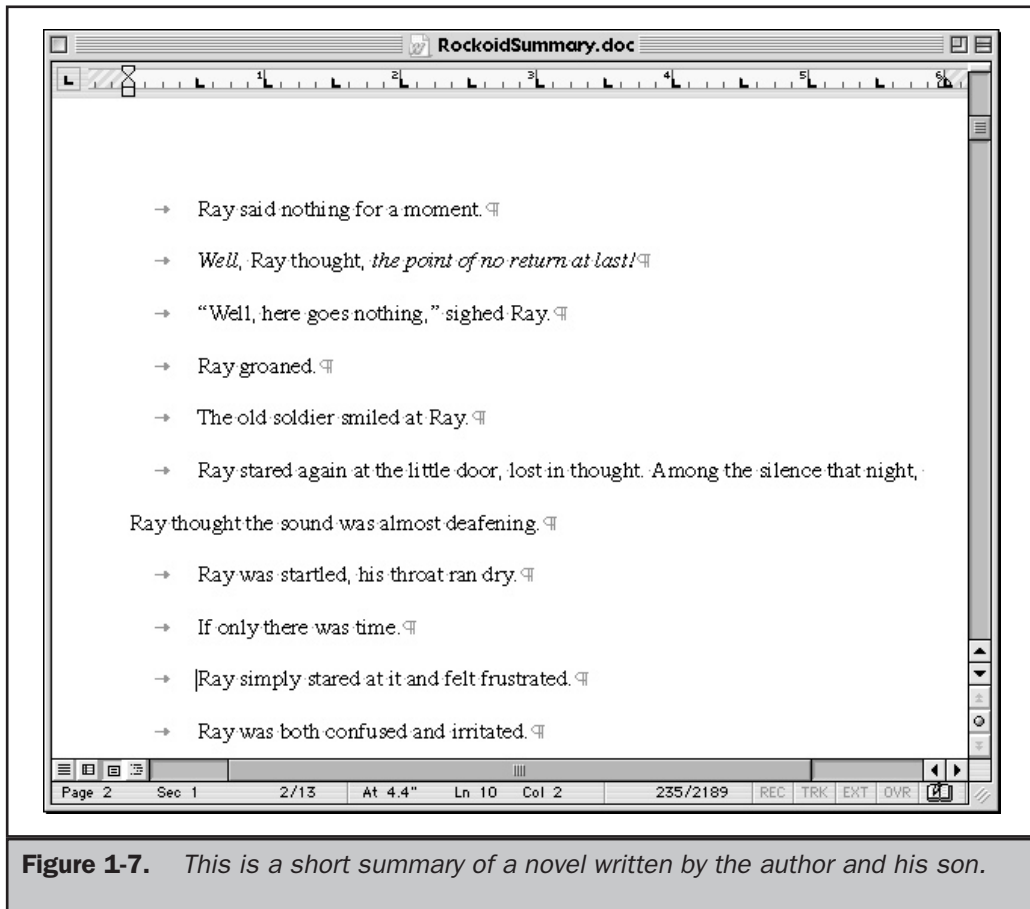 RockoidSummary.doc
1 2 3 4 5 6
Ray said nothing for a moment.
Well, Ray thought, the point of no return at last!
“Well, here goes nothing,” sighed Ray.
Ray groaned.
The old soldier smiled at Ray.
Ray stared again at the little door, lost in thought. Among the silence that night,
Ray thought the sound was almost deafening.
Ray was startled, his throat ran dry.
If only there was time.
Ray simply stared at it and felt frustrated.
Ray was both confused and irritated.
Page 2 Sec 1 2/13 At 4.4" Ln 10 Col 2 235/2189 REC TRK EXT OVR
Figure 1-7. This is a short summary of a novel written by the author and his son.